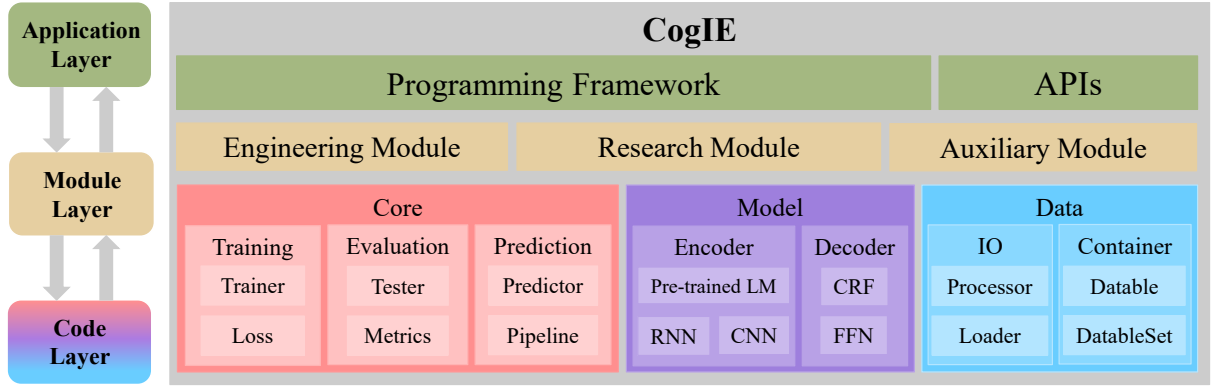 Application
Layer
Module
Layer
Code
Layer
CogIE
Programming Framework
APIs
Engineering Module
Research Module
Auxiliary Module
Core
Training
Trainer
Loss
Evaluation
Tester
Metrics
Prediction
Predictor
Pipeline
Model
Encoder
Pre-trained LM
RNN
CNN
Decoder
CRF
FFN
Data
IO
Processor
Loader
Container
Datable
DatableSet